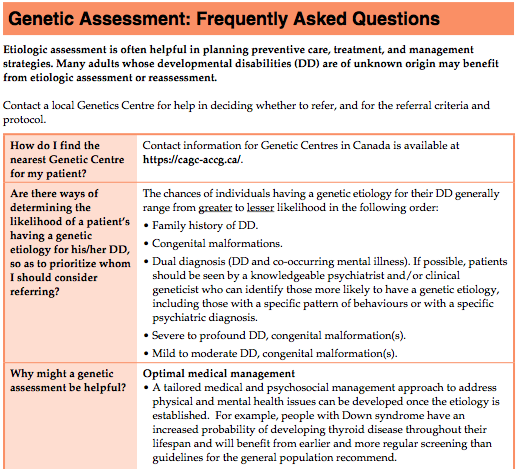 Genetic Assessment: Frequently Asked Questions
Etiologic assessment is often helpful in planning preventive care, treatment, and management
strategies. Many adults whose developmental disabilities (DD) are of unknown origin may benefit
from etiologic assessment or reassessment.
Contact a local Genetics Centre for help in deciding whether to refer, and for the referral criteria and
protocol.
How do I find the
nearest Genetic Centre
for my patient?
Contact information for Genetic Centres in Canada is available at
https://cagc-accg.ca/.
Are there ways of
determining the
likelihood of a patient's
having a genetic
etiology for his/her DD,
so as to prioritize whom
I should consider
referring?
The chances of individuals having a genetic etiology for their DD generally
range from greater to lesser likelihood in the following order:
• Family history of DD.
• Congenital malformations.
• Dual diagnosis (DD and co-occurring mental illness). If possible, patients
should be seen by a knowledgeable psychiatrist and/or clinical
geneticist who can identify those more likely to have a genetic etiology,
including those with a specific pattern of behaviours or with a specific
psychiatric diagnosis.
• Severe to profound DD, congenital malformation(s).
• Mild to moderate DD, congenital malformation(s).
Why might a genetic
assessment be helpful?
Optimal medical management
• A tailored medical and psychosocial management approach to address
physical and mental health issues can be developed once the etiology is
established. For example, people with Down syndrome have an
increased probability of developing thyroid disease throughout their
lifespan and will benefit from earlier and more regular screening than
guidelines for the general population recommend.